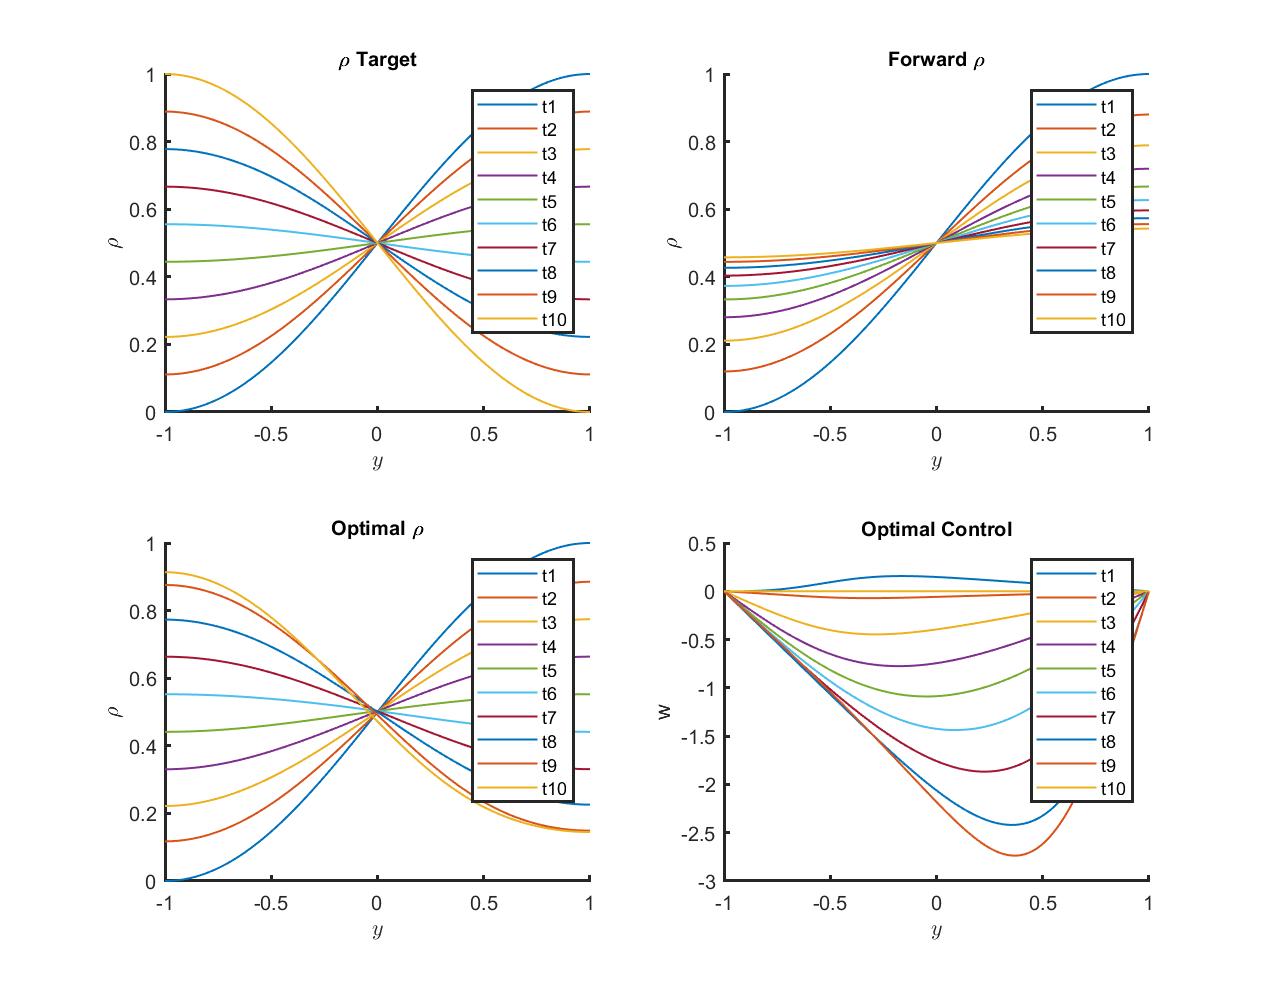 ρ Target
1
0.8
0.6
0.4
0.2
0
ρ
-1
-0.5
0
0.5
1
y
t1
t2
t3
t4
t5
t6
t7
t8
t9
t10
Forward ρ
1
0.8
0.6
0.4
0.2
0
ρ
-1
-0.5
0
0.5
1
y
t1
t2
t3
t4
t5
t6
t7
t8
t9
t10
Optimal ρ
1
0.8
0.6
0.4
0.2
0
ρ
-1
-0.5
0
0.5
1
y
t1
t2
t3
t4
t5
t6
t7
t8
t9
t10
Optimal Control
0.5
0
-0.5
-1
-1.5
-2
-2.5
-3
w
-1
-0.5
0
0.5
1
y
t1
t2
t3
t4
t5
t6
t7
t8
t9
t10